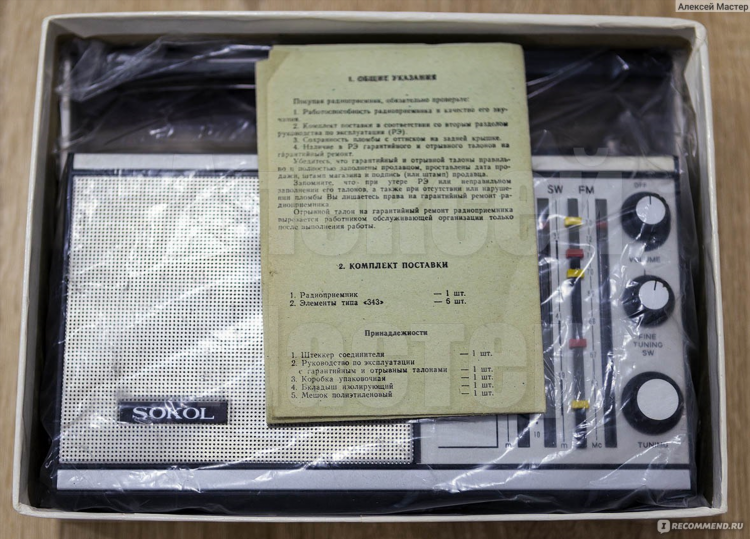 Алексей Мастер
1. ОБЩИЕ УКАЗАНИЯ
Покупая радиоприемник, обязательно проверьте:
1. Работоспособность радиоприемника и качество его зву-
чания.
2. Комплект поставки в соответствии со вторым разделом
руководства по эксплуатации (РЭ).
3. Сохранность пломбы с оттиском на задней крышке.
4. Наличие в РЭ гарантийного и отрывного талонов на
гарантийный ремонт.
Убедитесь, что гарантийный и отрывной талоны правиль-
но и полностью заполнены продавцом, проставлены дата про-
дажи, штамп магазина и подпись (или штамп) продавца.
Запомните, что при утере РЭ или неправильном
заполнении его талонов, а также при отсутствии или наруше-
нии пломбы Вы лишаетесь права на гарантийный ремонт ра-
диоприемника.
Отрывной талон на гарантийный ремонт радиоприемника
вырезается работником обслуживающей организации только
после выполнения работы.
2. КОМПЛЕКТ ПОСТАВКИ
1. Радиоприемник — 1 шт.
2. Элементы типа «343» — 6 шт.
Принадлежности
1. Штеккер соединителя — 1 шт.
2. Руководство по эксплуатации
с гарантийным и отрывным талонами — 1 шт.
3. Коробка упаковочная — 1 шт.
4. Вкладыш изолирующий — 1 шт.
5. Мешок полиэтиленовый — 1 шт.
SW FM
OFF
VOLUME
FINE
TUNING
SW
TUNING
SOKOL
m 18 m Mc
IRECOMMEND.RU